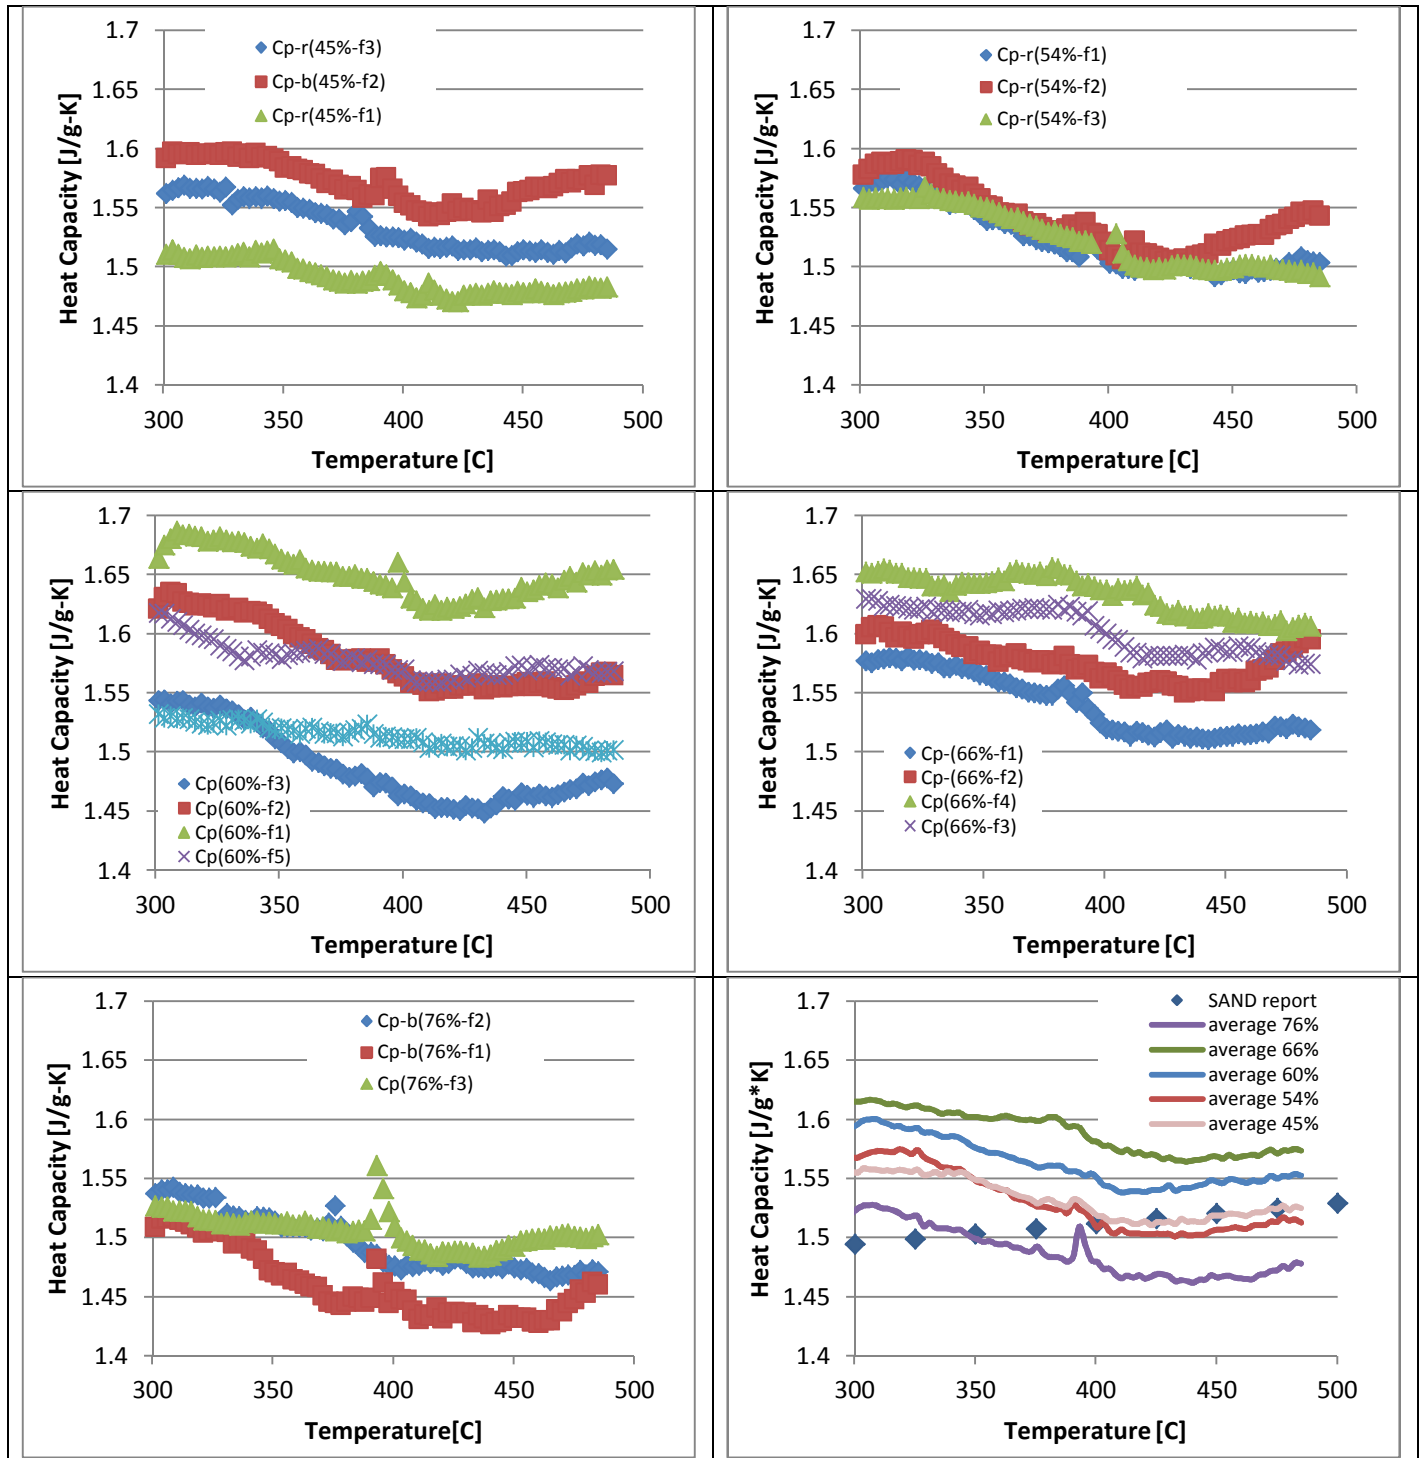 1.7
1.65
1.6
1.55
1.5
1.45
1.4
Heat Capacity [J/g-K]
Cp-r(45%-f3)
Cp-b(45%-f2)
Cp-r(45%-f1)
300 350 400 450 500
Temperature [C]
1.7
1.65
1.6
1.55
1.5
1.45
1.4
Heat Capacity [J/g-K]
Cp-r(54%-f1)
Cp-r(54%-f2)
Cp-r(54%-f3)
300 350 400 450 500
Temperature [C]
1.7
1.65
1.6
1.55
1.5
1.45
1.4
Heat Capacity [J/g-K]
Cp(60%-f3)
Cp(60%-f2)
Cp(60%-f1)
Cp(60%-f5)
300 350 400 450 500
Temperature [C]
1.7
1.65
1.6
1.55
1.5
1.45
1.4
Heat Capacity [J/g-K]
Cp-(66%-f1)
Cp-(66%-f2)
Cp(66%-f4)
Cp(66%-f3)
300 350 400 450 500
Temperature [C]
1.7
1.65
1.6
1.55
1.5
1.45
1.4
Heat Capacity [J/g-K]
Cp-b(76%-f2)
Cp-b(76%-f1)
Cp(76%-f3)
300 350 400 450 500
Temperature[C]
1.7
1.65
1.6
1.55
1.5
1.45
1.4
Heat Capacity [J/g*K]
SAND report
average 76%
average 66%
average 60%
average 54%
average 45%
300 350 400 450 500
Temperature [C]